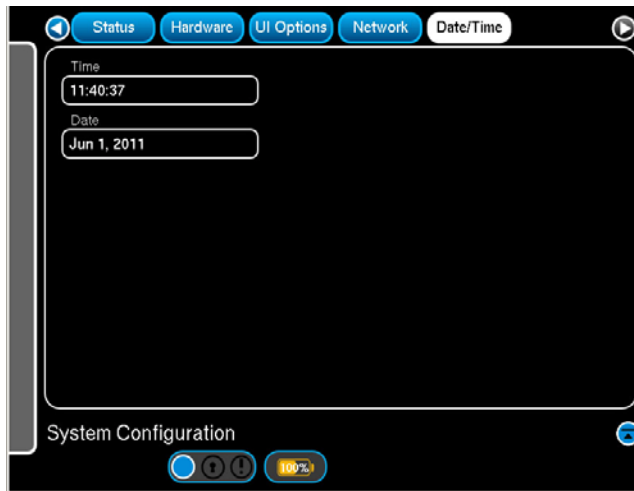 Status Hardware UI Options Network Date/Time
Time
11:40:37
Date
Jun 1, 2011
System Configuration
100%